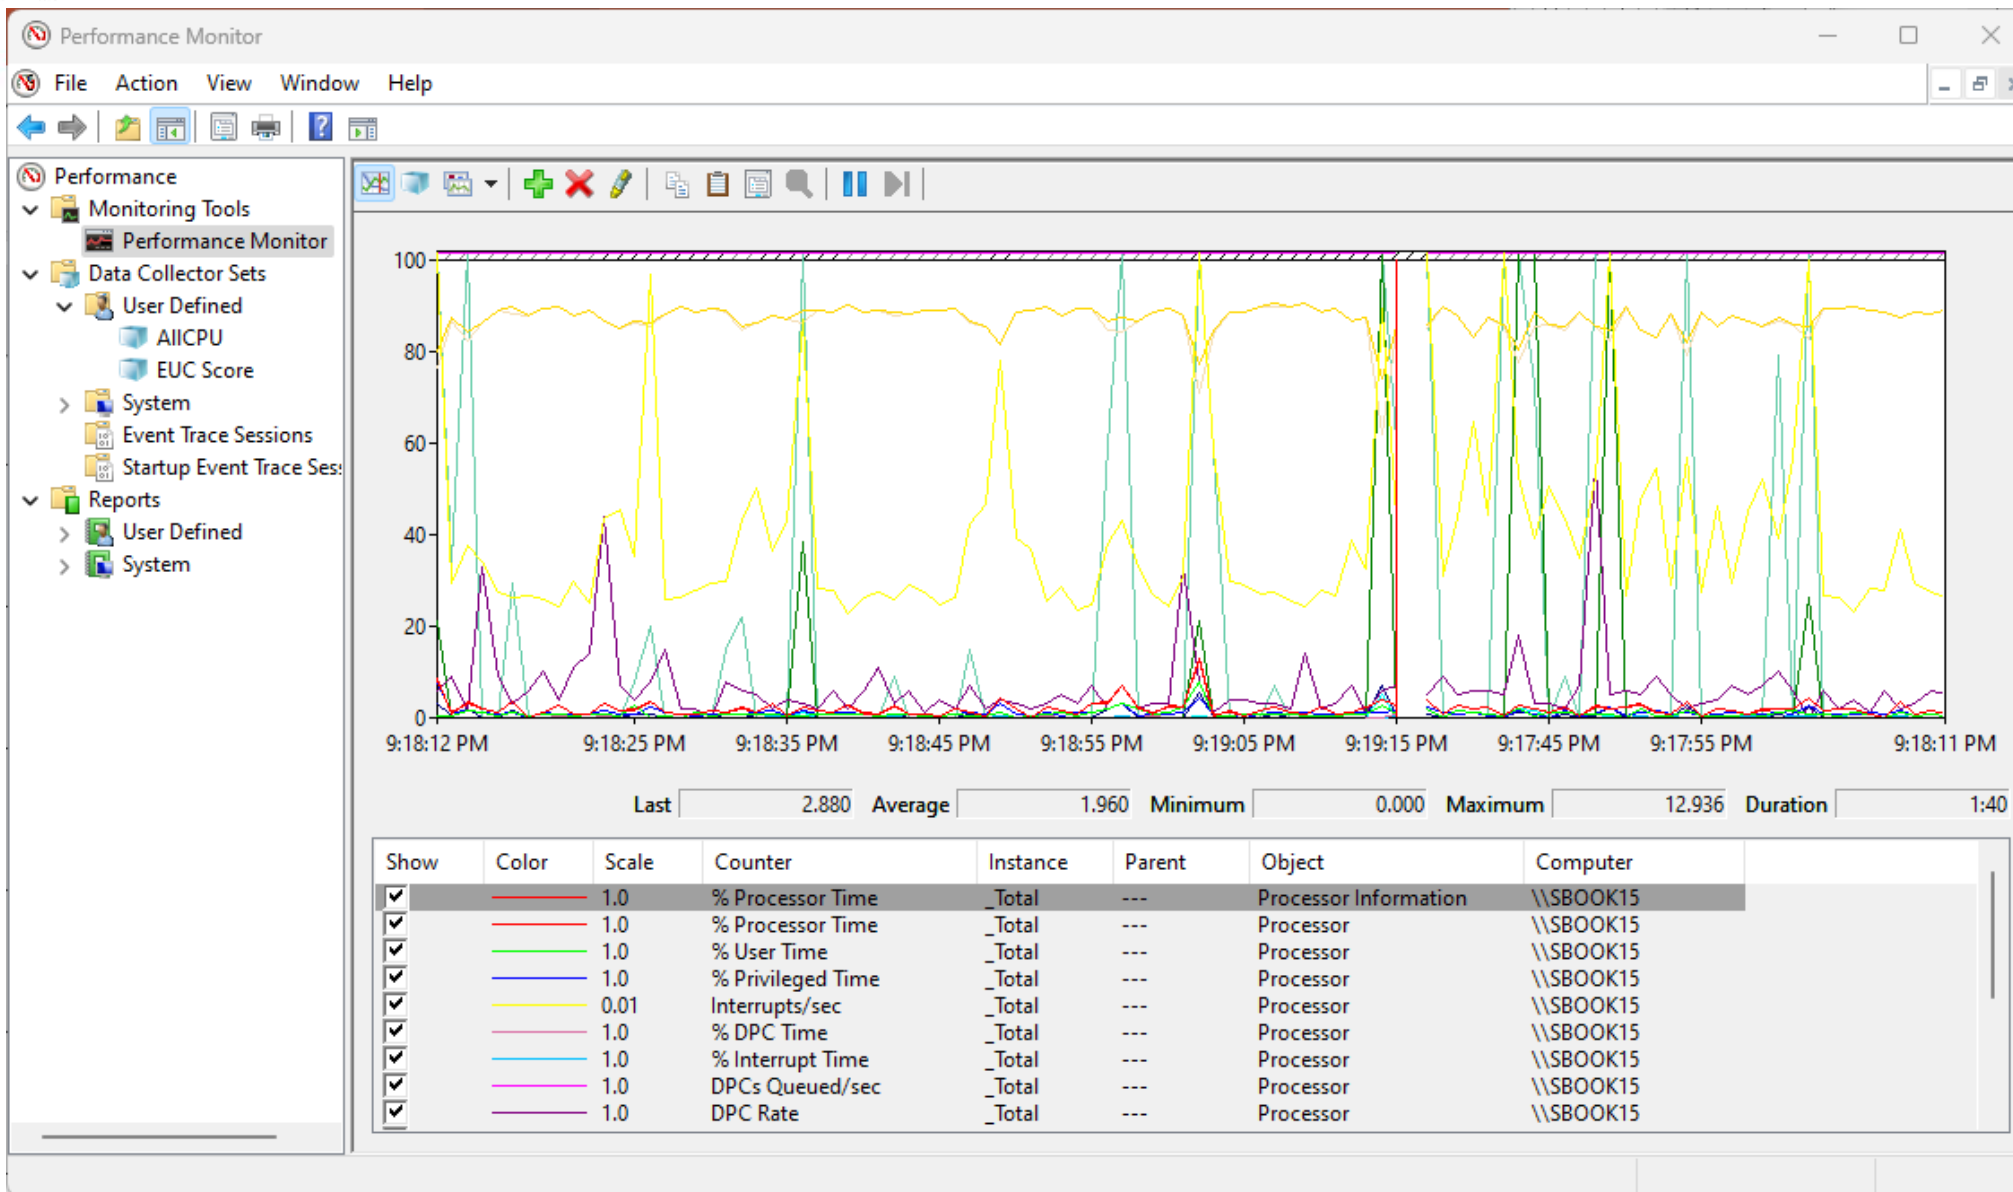 Performance Monitor
File Action View Window Help
Performance
Monitoring Tools
Performance Monitor
Data Collector Sets
User Defined
AllCPU
EUC Score
System
Event Trace Sessions
Startup Event Trace Ses
Reports
User Defined
System
100
80
60
40
20
0
9:18:12 PM 9:18:25 PM 9:18:35 PM 9:18:45 PM 9:18:55 PM 9:19:05 PM 9:19:15 PM 9:17:45 PM 9:17:55 PM 9:18:11 PM
Last 2.880 Average 1.960 Minimum 0.000 Maximum 12.936 Duration 1:40
Show Color Scale Counter Instance Parent Object Computer
1.0 % Processor Time _Total --- Processor Information \\SBOOK15
1.0 % Processor Time _Total --- Processor \\SBOOK15
1.0 % User Time _Total --- Processor \\SBOOK15
1.0 % Privileged Time _Total --- Processor \\SBOOK15
0.01 Interrupts/sec _Total --- Processor \\SBOOK15
1.0 % DPC Time _Total --- Processor \\SBOOK15
1.0 % Interrupt Time _Total --- Processor \\SBOOK15
1.0 DPCs Queued/sec _Total --- Processor \\SBOOK15
1.0 DPC Rate _Total --- Processor \\SBOOK15